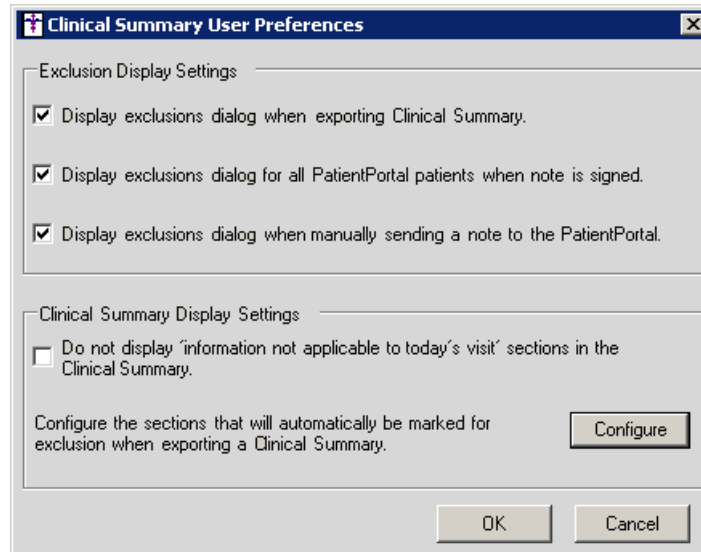 Clinical Summary User Preferences
Exclusion Display Settings
Display exclusions dialog when exporting Clinical Summary.
Display exclusions dialog for all PatientPortal patients when note is signed.
Display exclusions dialog when manually sending a note to the PatientPortal.
Clinical Summary Display Settings
Do not display 'information not applicable to today's visit' sections in the
Clinical Summary.
Configure the sections that will automatically be marked for
exclusion when exporting a Clinical Summary.
Configure
OK
Cancel